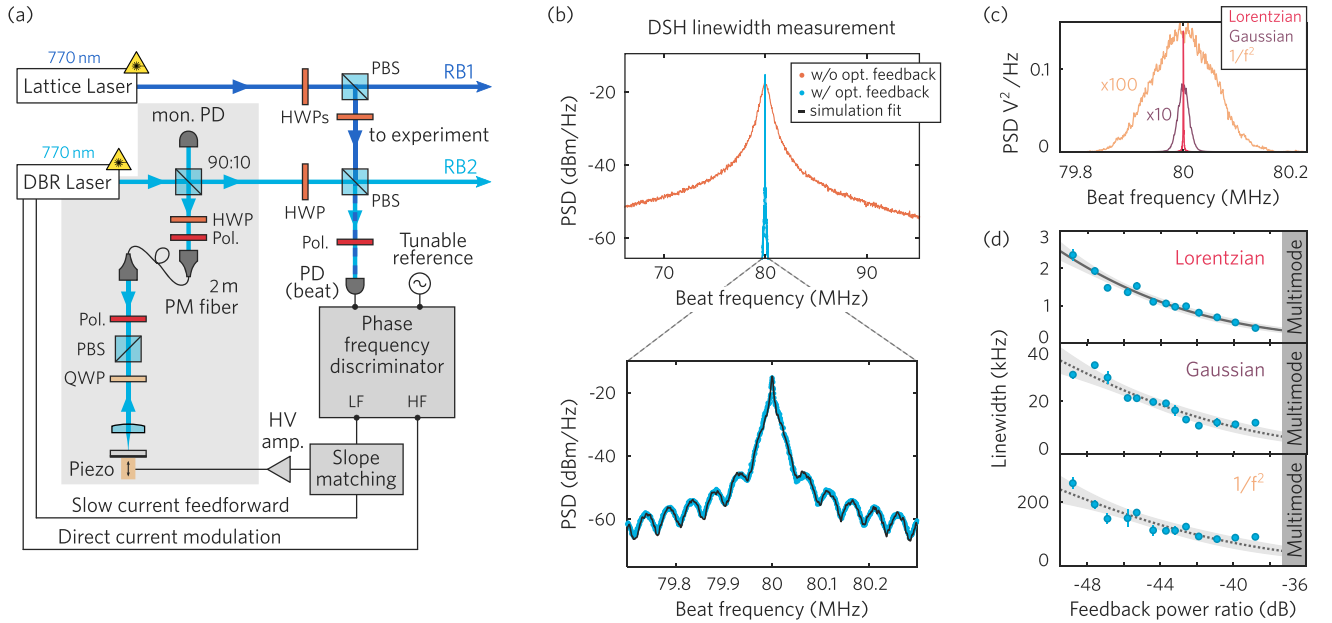 (a)
770 nm
Lattice Laser
mon. PD
HWPs
PBS
RB1
to experiment
770 nm
DBR Laser
90:10
HWP
PBS
RB2
HWP
Pol.
2 m
PM fiber
Pol.
PBS
QWP
Piezo
Pol.
PD
(beat)
Tunable
reference
Phase
frequency
discriminator
LF
HF
HV
amp.
Slope
matching
Slow current feedforward
Direct current modulation
(b)
DSH linewidth measurement
w/o opt. feedback
w/ opt. feedback
simulation fit
PSD (dBm/Hz)
-20
-40
-60
70
80
90
Beat frequency (MHz)
PSD (dBm/Hz)
-20
-40
-60
79.8
79.9
80
80.1
80.2
Beat frequency (MHz)
(c)
Lorentzian
Gaussian
1/f²
x100
x10
PSD V² /Hz
0.1
0
79.8
80
80.2
Beat frequency (MHz)
(d)
Linewidth (kHz)
3
2
1
0
Lorentzian
Multimode
40
20
0
Gaussian
Multimode
200
0
1/f²
Multimode
-48
-44
-40
-36
Feedback power ratio (dB)